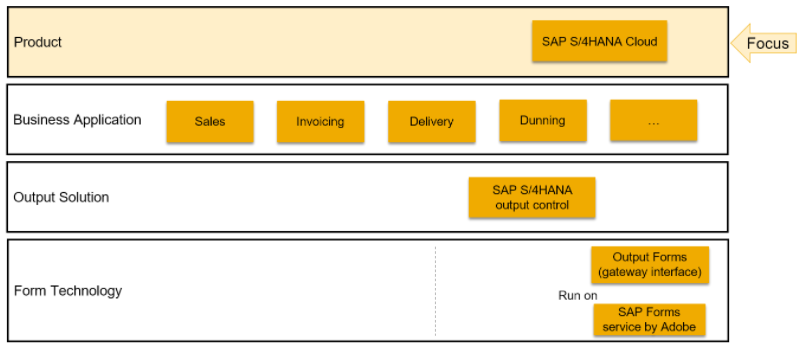 Product
SAP S/4HANA Cloud
Focus
Business Application
Sales
Invoicing
Delivery
Dunning
...
Output Solution
SAP S/4HANA
output control
Form Technology
Output Forms
(gateway interface)
Run on
SAP Forms
service by Adobe